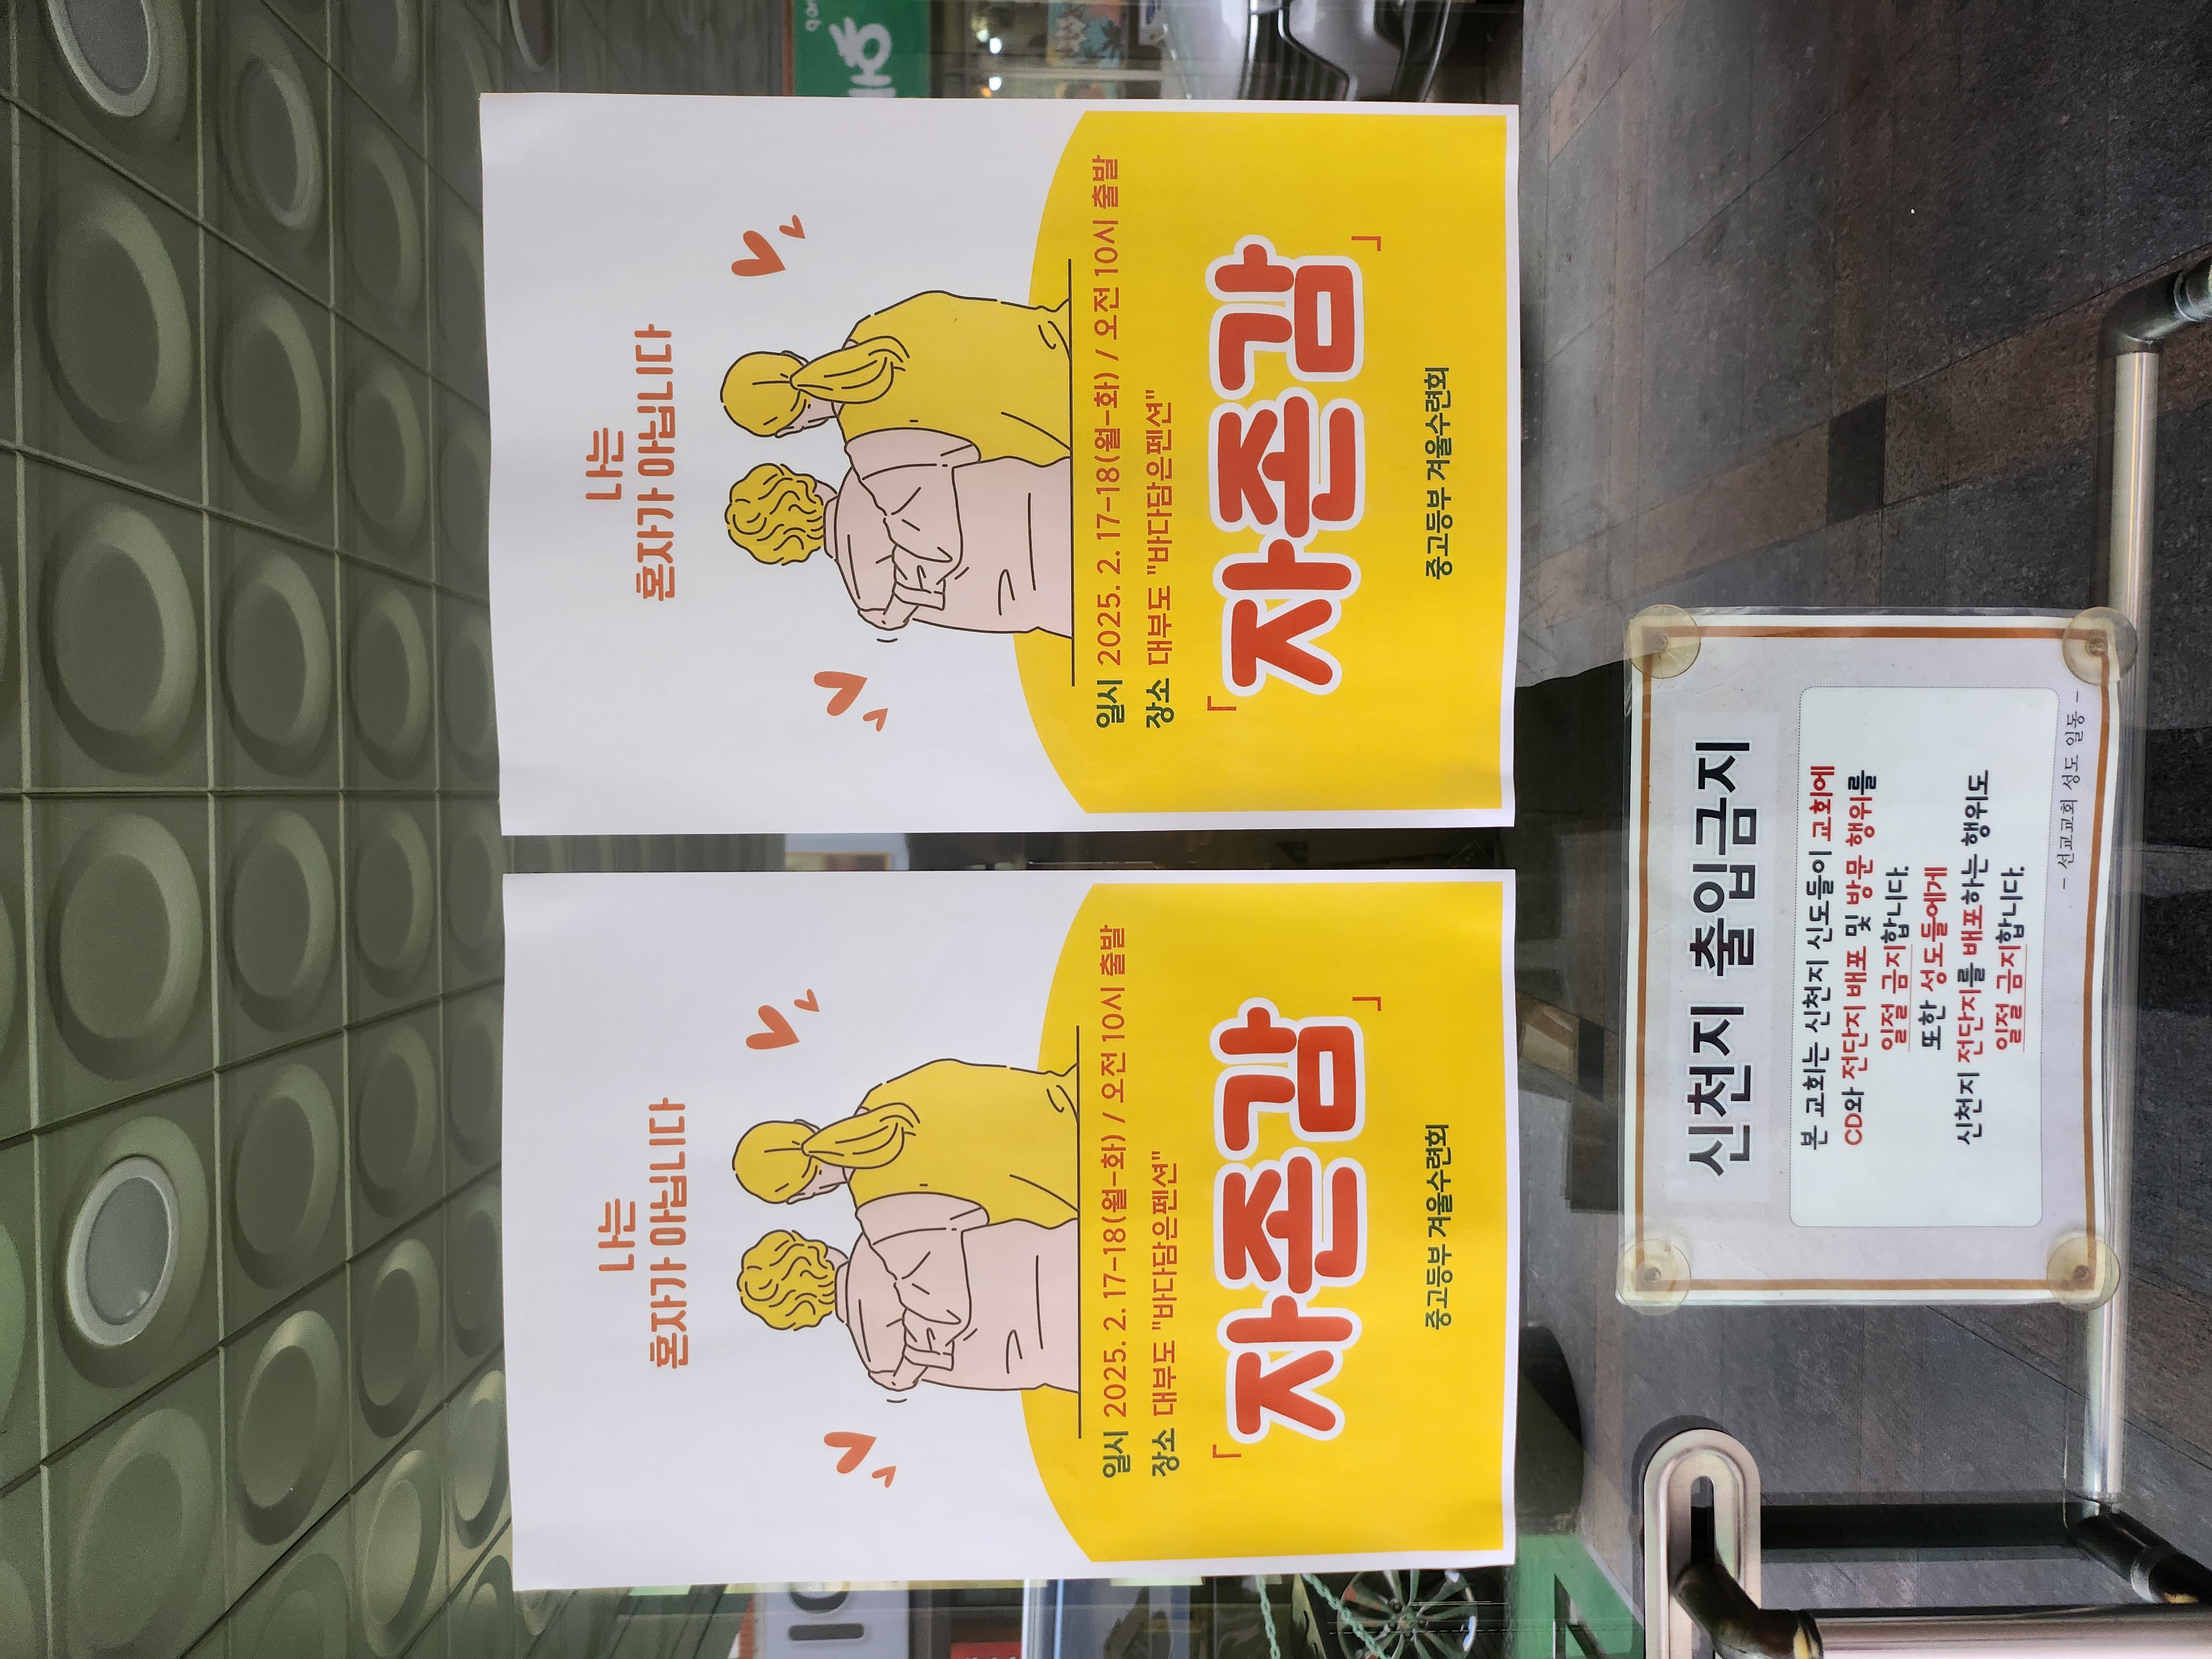 나는
혼자가 아닙니다
일시 2025. 2. 17-18(월-화) / 오전 10시 출발
장소 대부도 "바다담은펜션"
「자존감」
중고등부 겨울수련회
나는
혼자가 아닙니다
일시 2025. 2. 17-18(월-화) / 오전 10시 출발
장소 대부도 "바다담은펜션"
「자존감」
중고등부 겨울수련회
신천지 출입금지
본 교회는 신천지 신도들이 교회에
CD와 전단지 배포 및 방문 행위를
일절 금지합니다.
또한 성도들에게
신천지 전단지를 배포하는 행위도
일절 금지합니다.
- 선교교회 성도 일동 -